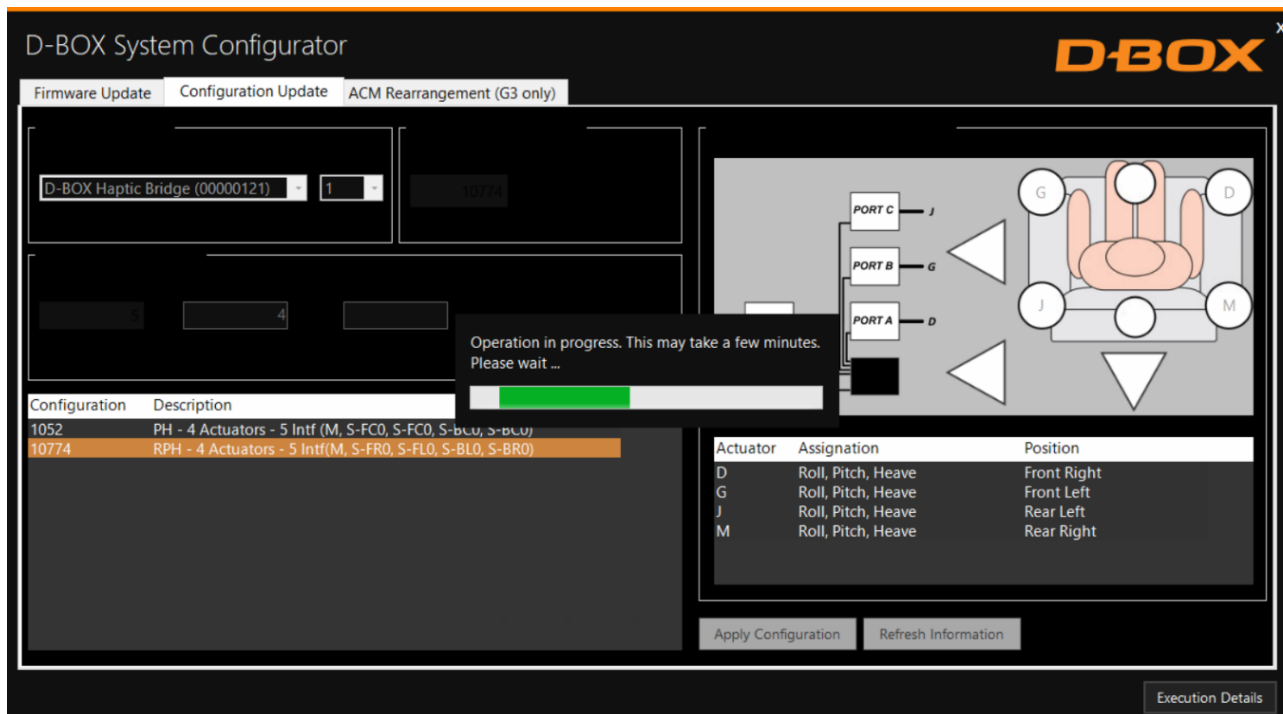 x
D-BOX System Configurator
D-BOX
Firmware Update Configuration Update ACM Rearrangement (G3 only)
D-BOX Haptic Bridge (00000121) 1 10774
5 4
Operation in progress. This may take a few minutes.
Please wait ...
Configuration Description
1052 PH - 4 Actuators - 5 Intf (M, S-FC0, S-FC0, S-BC0, S-BC0)
10774 RPH - 4 Actuators - 5 Intf(M, S-FR0, S-FL0, S-BL0, S-BR0)
PORT C J
PORT B G
PORT A D
G D
J M
Actuator Assignation Position
D Roll, Pitch, Heave Front Right
G Roll, Pitch, Heave Front Left
J Roll, Pitch, Heave Rear Left
M Roll, Pitch, Heave Rear Right
Apply Configuration Refresh Information
Execution Details